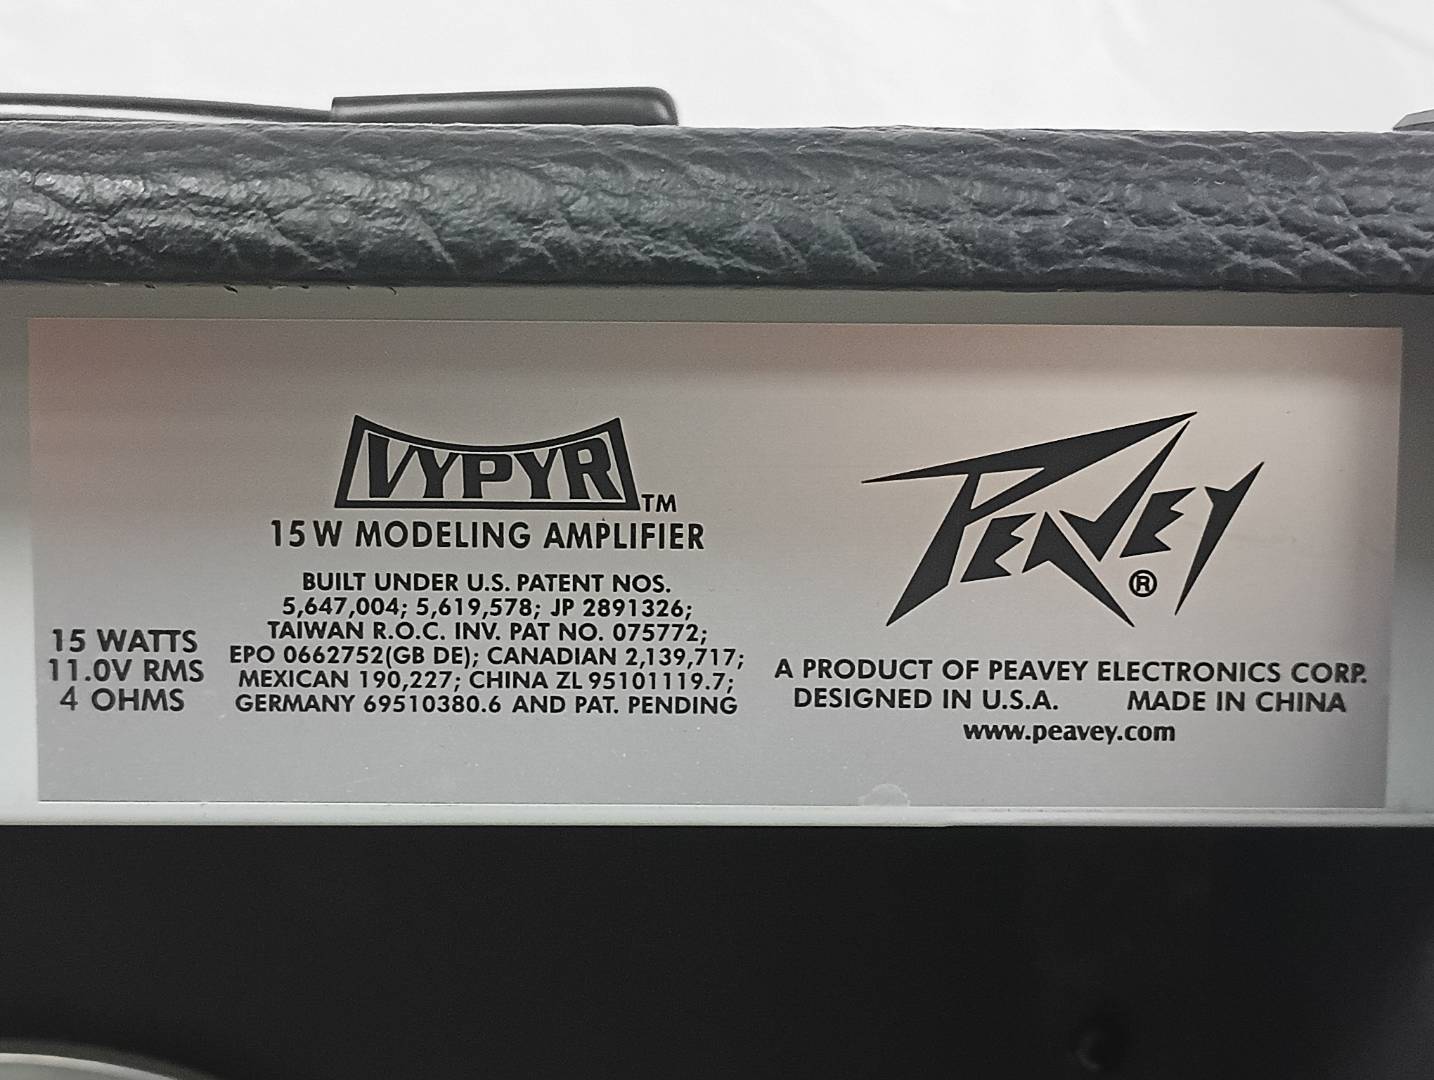 VYPYR™
15 W MODELING AMPLIFIER
BUILT UNDER U.S. PATENT NOS.
5,647,004; 5,619,578; JP 2891326;
TAIWAN R.O.C. INV. PAT NO. 075772;
EPO 0662752(GB DE); CANADIAN 2,139,717;
MEXICAN 190,227; CHINA ZL 95101119.7;
GERMANY 69510380.6 AND PAT. PENDING
15 WATTS
11.0V RMS
4 OHMS
PEAVEY®
A PRODUCT OF PEAVEY ELECTRONICS CORP.
DESIGNED IN U.S.A. MADE IN CHINA
www.peavey.com